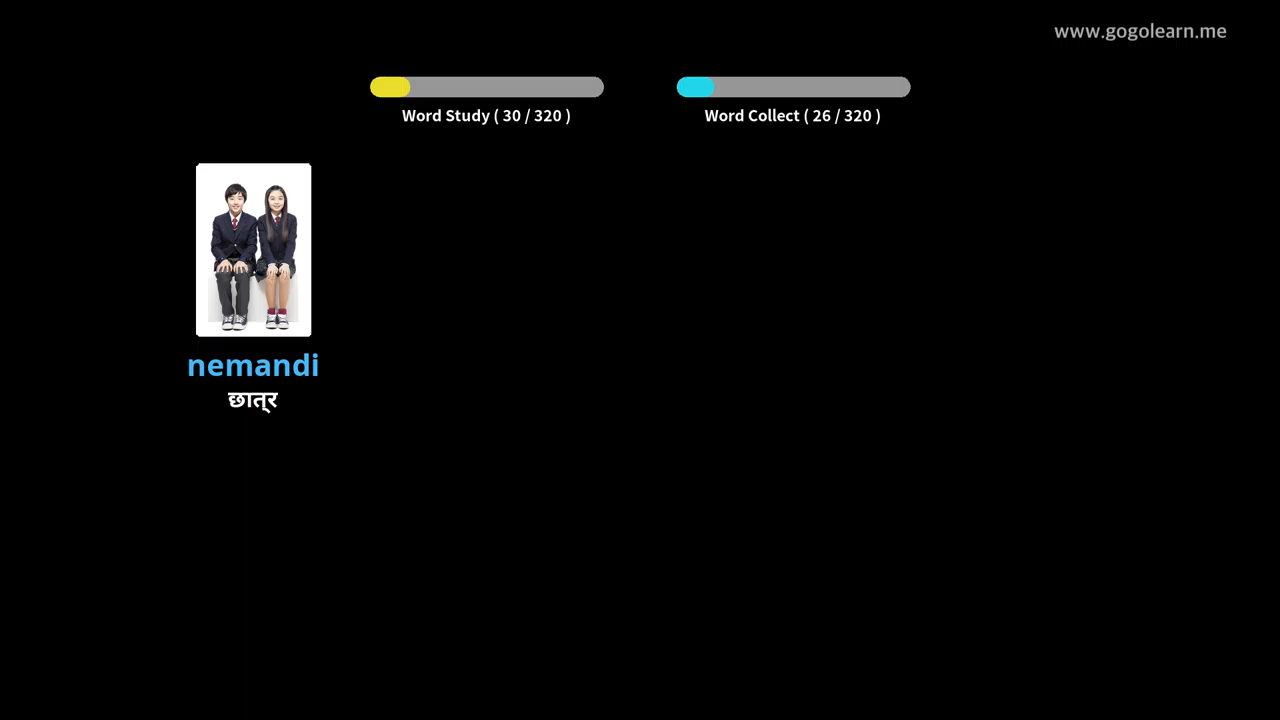 www.gogolearn.me
Word Study ( 30 / 320 )
Word Collect ( 26 / 320 )
nemandi
छात्र